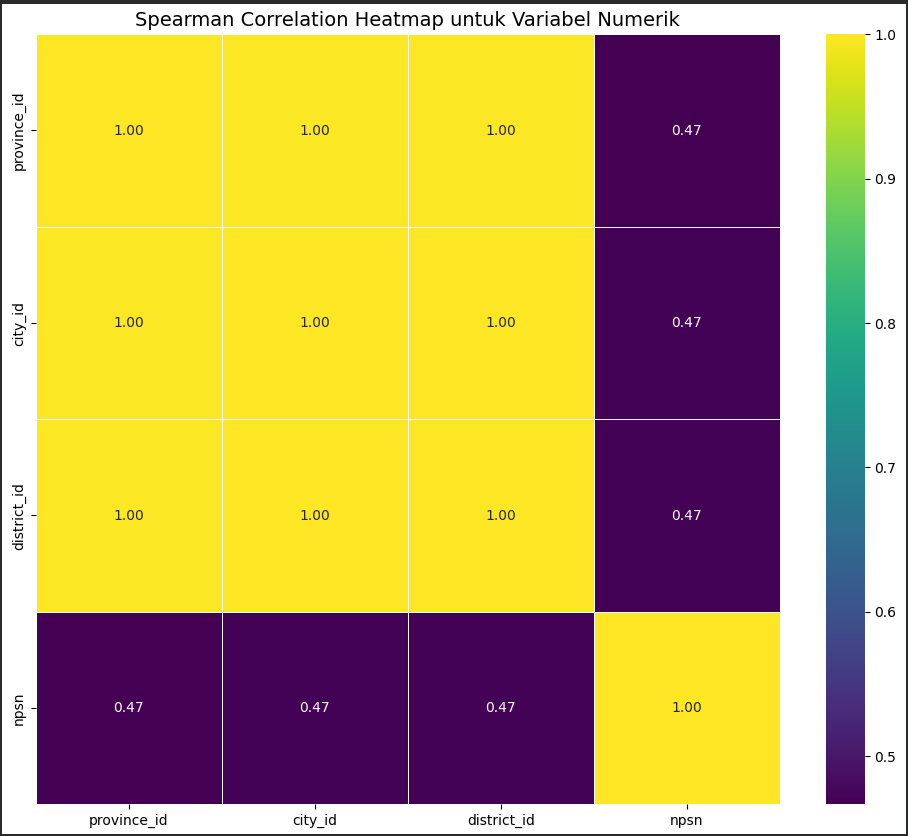 Spearman Correlation Heatmap untuk Variabel Numerik
province_id 1.00 1.00 1.00 0.47
city_id 1.00 1.00 1.00 0.47
district_id 1.00 1.00 1.00 0.47
npsn 0.47 0.47 0.47 1.00
province_id city_id district_id npsn
1.0
0.9
0.8
0.7
0.6
0.5